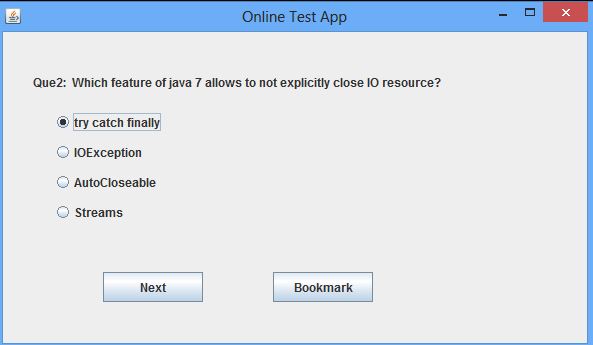 Online Test App
Que2: Which feature of java 7 allows to not explicitly close IO resource?
try catch finally
IOException
AutoCloseable
Streams
Next Bookmark